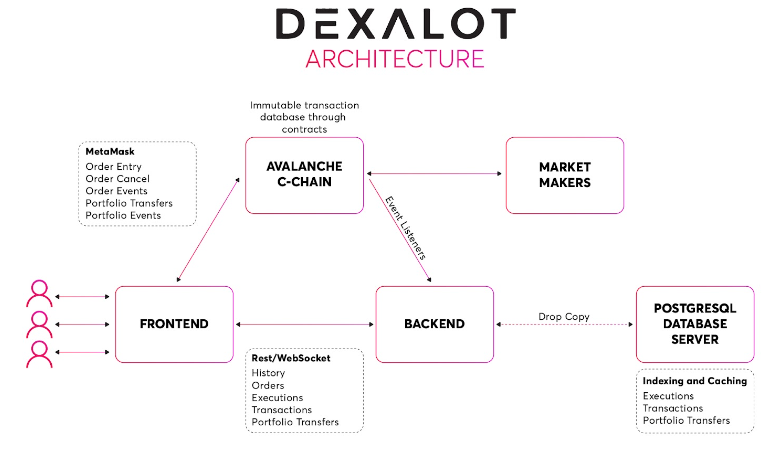 DEXALOT
ARCHITECTURE
Immutable transaction
database through
contracts
MetaMask
Order Entry
Order Cancel
Order Events
Portfolio Transfers
Portfolio Events
AVALANCHE
C-CHAIN
MARKET
MAKERS
Event Listeners
FRONTEND
BACKEND
Drop Copy
POSTGRESQL
DATABASE
SERVER
Rest/WebSocket
History
Orders
Executions
Transactions
Portfolio Transfers
Indexing and Caching
Executions
Transactions
Portfolio Transfers